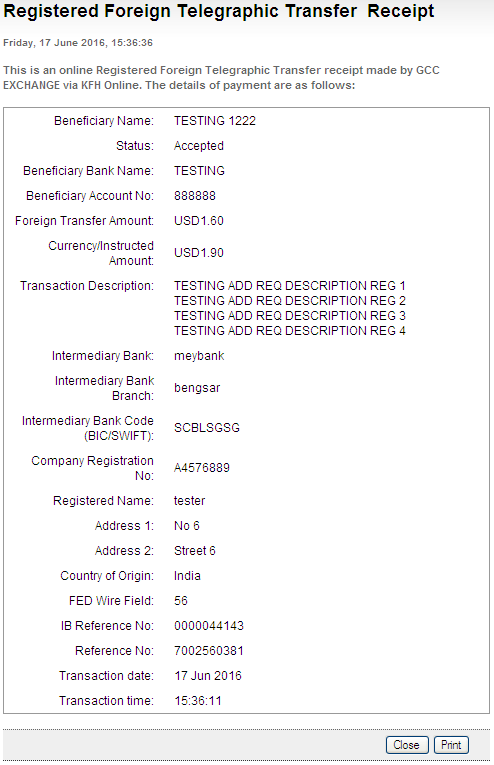 Registered Foreign Telegraphic Transfer Receipt
Friday, 17 June 2016, 15:36:36
This is an online Registered Foreign Telegraphic Transfer receipt made by GCC
EXCHANGE via KFH Online. The details of payment are as follows:
Beneficiary Name: TESTING 1222
Status: Accepted
Beneficiary Bank Name: TESTING
Beneficiary Account No: 888888
Foreign Transfer Amount: USD1.60
Currency/Instructed
Amount: USD1.90
Transaction Description: TESTING ADD REQ DESCRIPTION REG 1
TESTING ADD REQ DESCRIPTION REG 2
TESTING ADD REQ DESCRIPTION REG 3
TESTING ADD REQ DESCRIPTION REG 4
Intermediary Bank: meybank
Intermediary Bank
Branch: bengsar
Intermediary Bank Code
(BIC/SWIFT): SCBLSGSG
Company Registration
No: A4576889
Registered Name: tester
Address 1: No 6
Address 2: Street 6
Country of Origin: India
FED Wire Field: 56
IB Reference No: 0000044143
Reference No: 7002560381
Transaction date: 17 Jun 2016
Transaction time: 15:36:11
Close Print